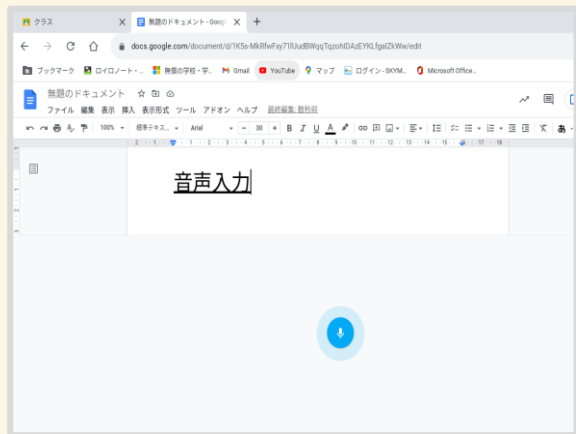 クラス
無題のドキュメント - Googl
docs.google.com/document/d/
/edit
ブックマーク
ロイロノート・…
無償の学校・学..
Gmail
YouTube
マップ
ログイン - SKYM..
Microsoft Office..
無題のドキュメント
ファイル 編集 表示 挿入 表示形式 ツール アドオン ヘルプ 最終編集: 数秒前
100% 標準テキス... Arial - 30 + B I U A あ
音声入力